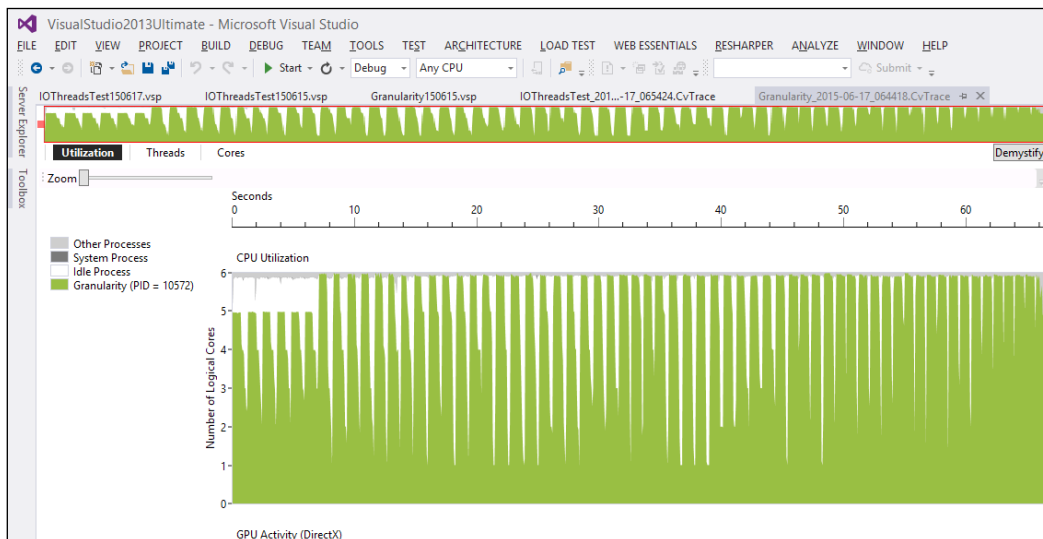 VisualStudio2013Ultimate - Microsoft Visual Studio
FILE EDIT VIEW PROJECT BUILD DEBUG TEAM TOOLS TEST ARCHITECTURE LOAD TEST WEB ESSENTIALS RESHARPER ANALYZE WINDOW HELP
Start Debug Any CPU Submit
Server Explorer
Toolbox
IOThreadsTest150617.vsp IOThreadsTest150615.vsp Granularity150615.vsp IOThreadsTest_201...-17_065424.CvTrace Granularity_2015-06-17_064418.CvTrace
Utilization Threads Cores Demystify
Zoom
Seconds
0 10 20 30 40 50 60
Other Processes
System Process
Idle Process
Granularity (PID = 10572)
CPU Utilization
Number of Logical Cores
6
5
4
3
2
1
0
GPU Activity (DirectX)